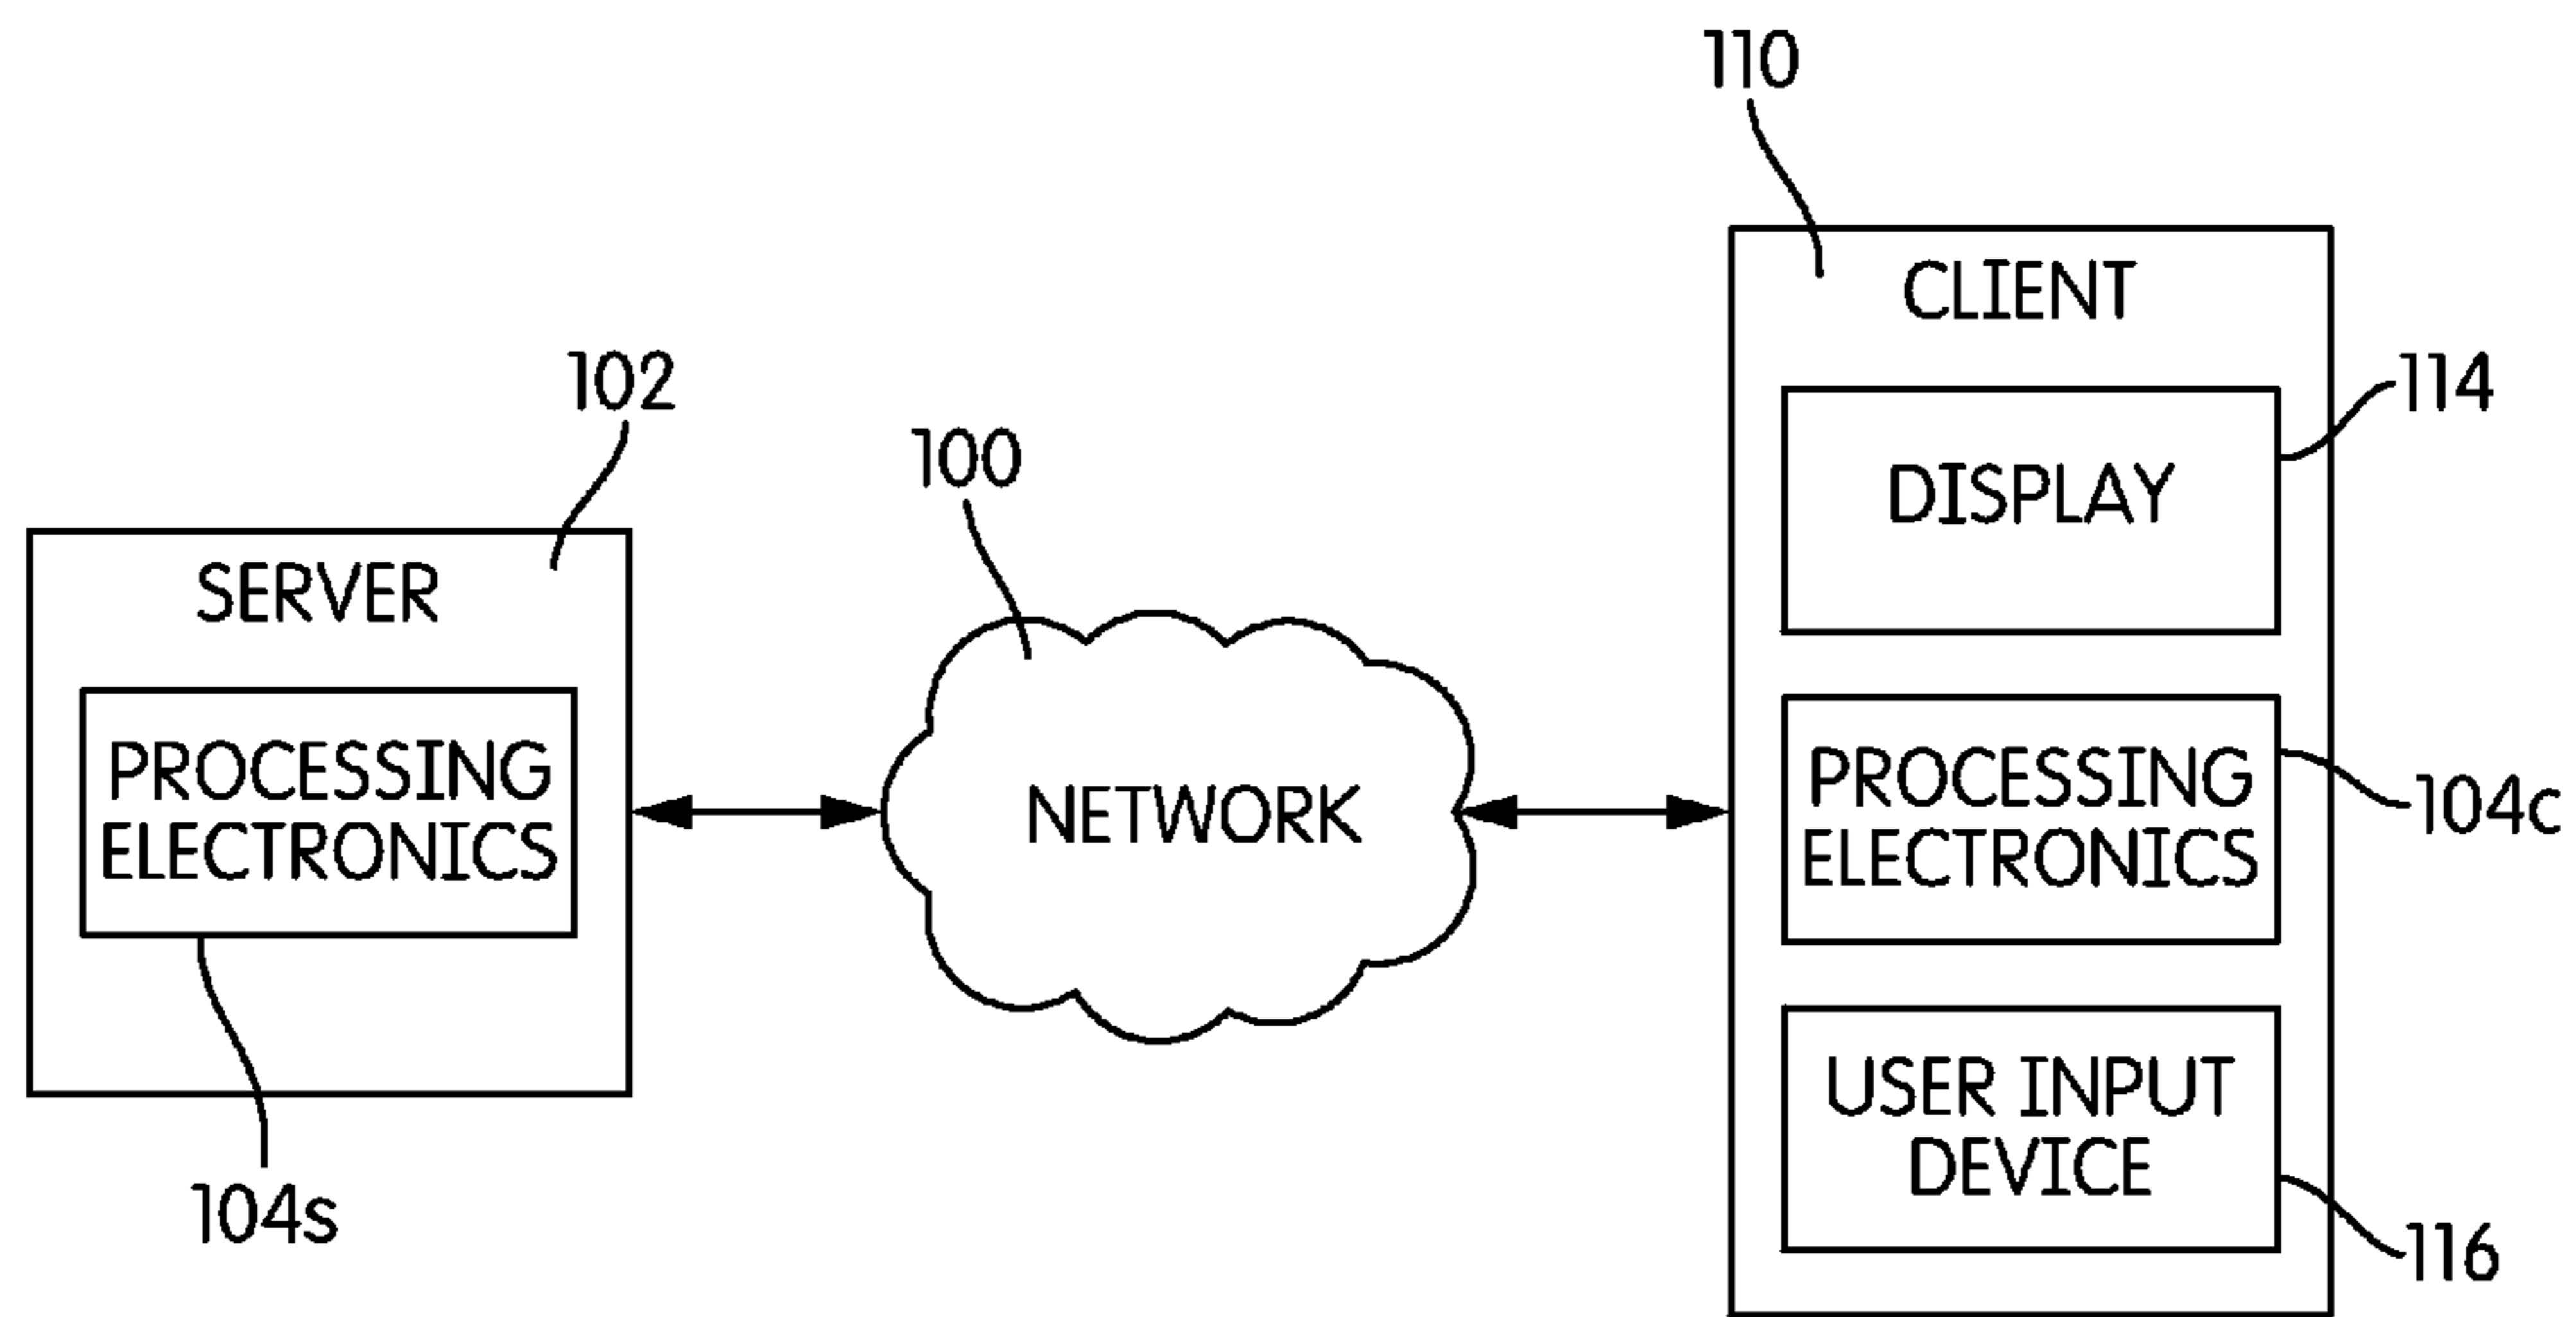 110
CLIENT
114
DISPLAY
102
SERVER
100
PROCESSING
ELECTRONICS
104s
NETWORK
PROCESSING
ELECTRONICS
104c
USER INPUT
DEVICE
116